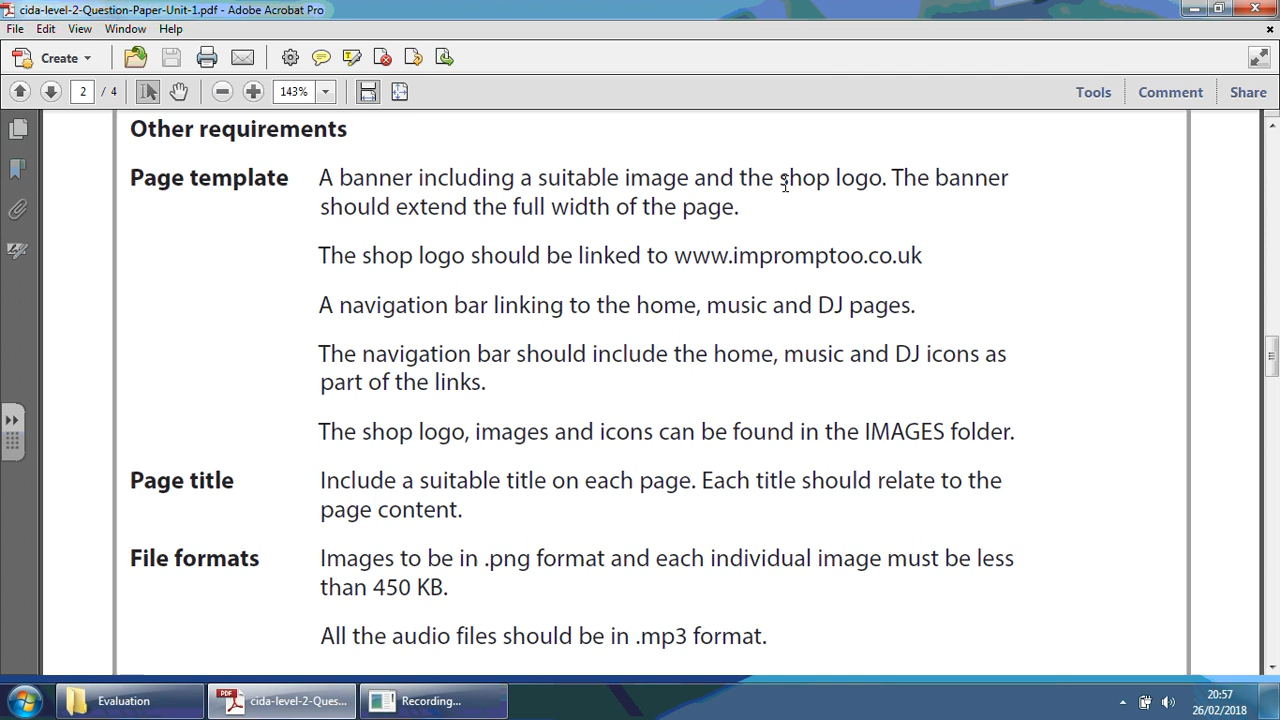 cida-level-2-Question-Paper-Unit-1.pdf - Adobe Acrobat Pro
File Edit View Window Help
Create
2 / 4 143% Tools Comment Share
Other requirements
Page template A banner including a suitable image and the shop logo. The banner
should extend the full width of the page.
The shop logo should be linked to www.impromptoo.co.uk
A navigation bar linking to the home, music and DJ pages.
The navigation bar should include the home, music and DJ icons as
part of the links.
The shop logo, images and icons can be found in the IMAGES folder.
Page title Include a suitable title on each page. Each title should relate to the
page content.
File formats Images to be in .png format and each individual image must be less
than 450 KB.
All the audio files should be in .mp3 format.
Evaluation cida-level-2-Ques... Recording... 20:57
26/02/2018